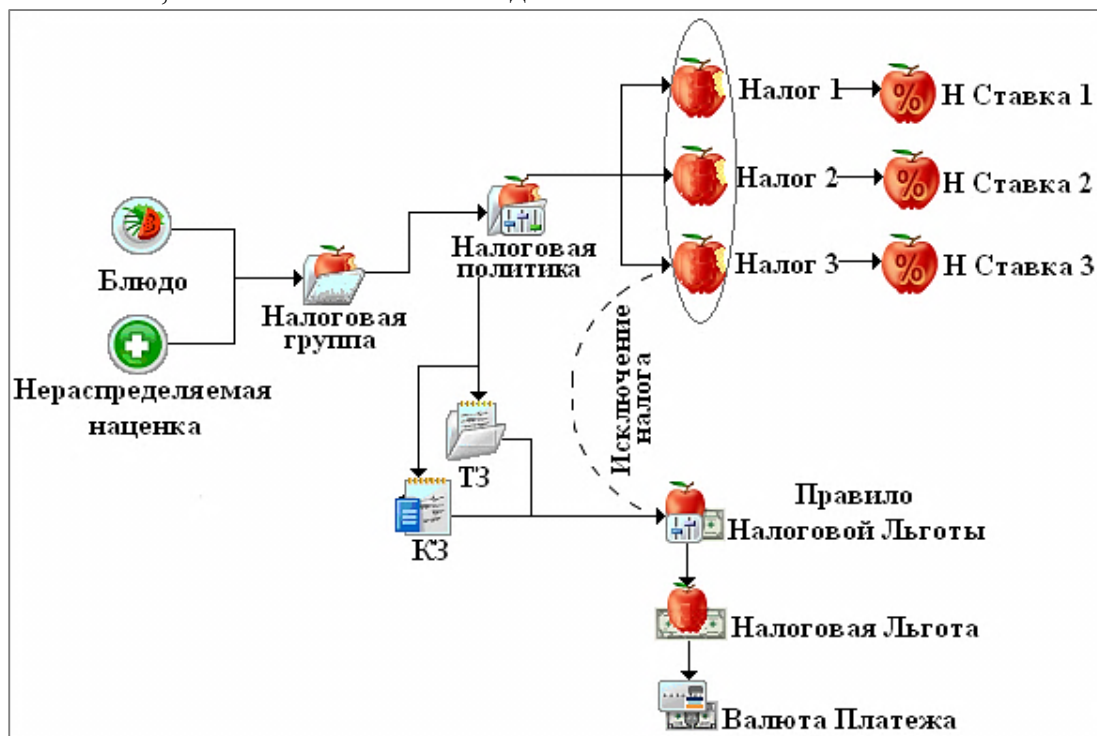 Налог 1
Н Ставка 1
Налог 2
Н Ставка 2
Налог 3
Н Ставка 3
Блюдо
Нераспределяемая
наценка
Налоговая
группа
Налоговая
политика
Исключение
налога
ТЗ
КЗ
Правило
Налоговой Льготы
Налоговая Льгота
Валюта Платежа